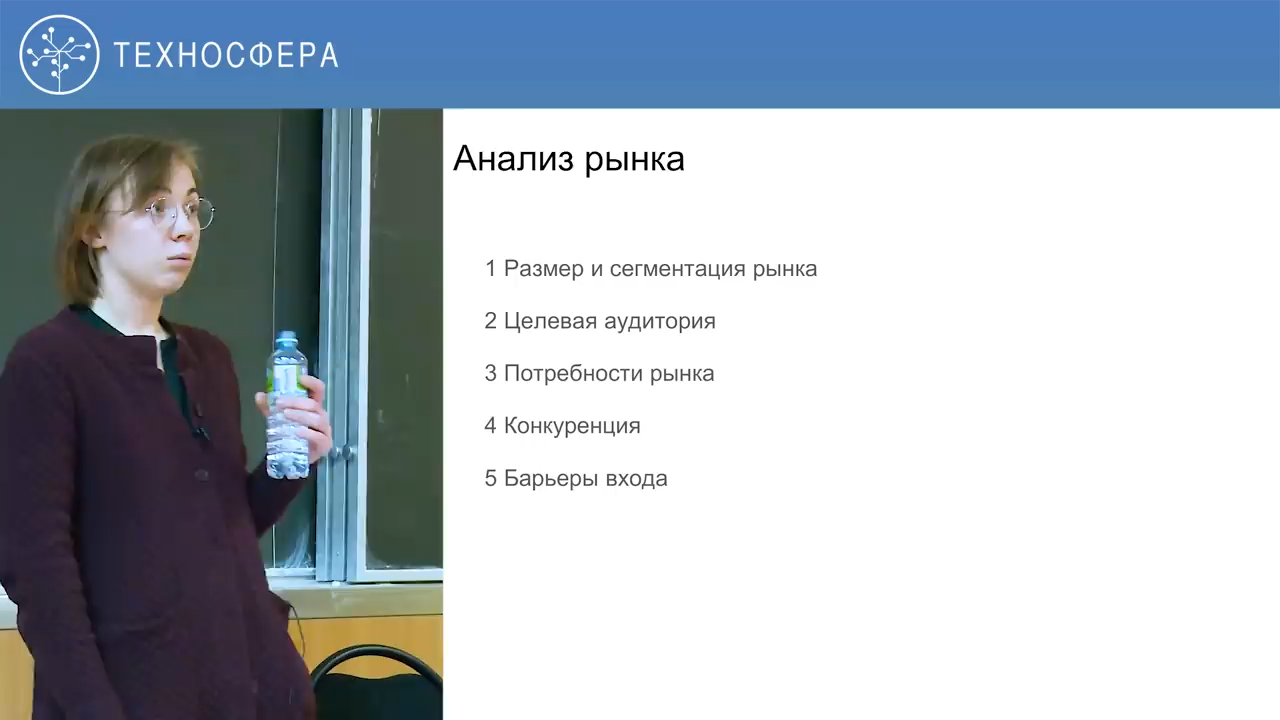 ТЕХНОСФЕРА
Анализ рынка
1 Размер и сегментация рынка
2 Целевая аудитория
3 Потребности рынка
4 Конкуренция
5 Барьеры входа